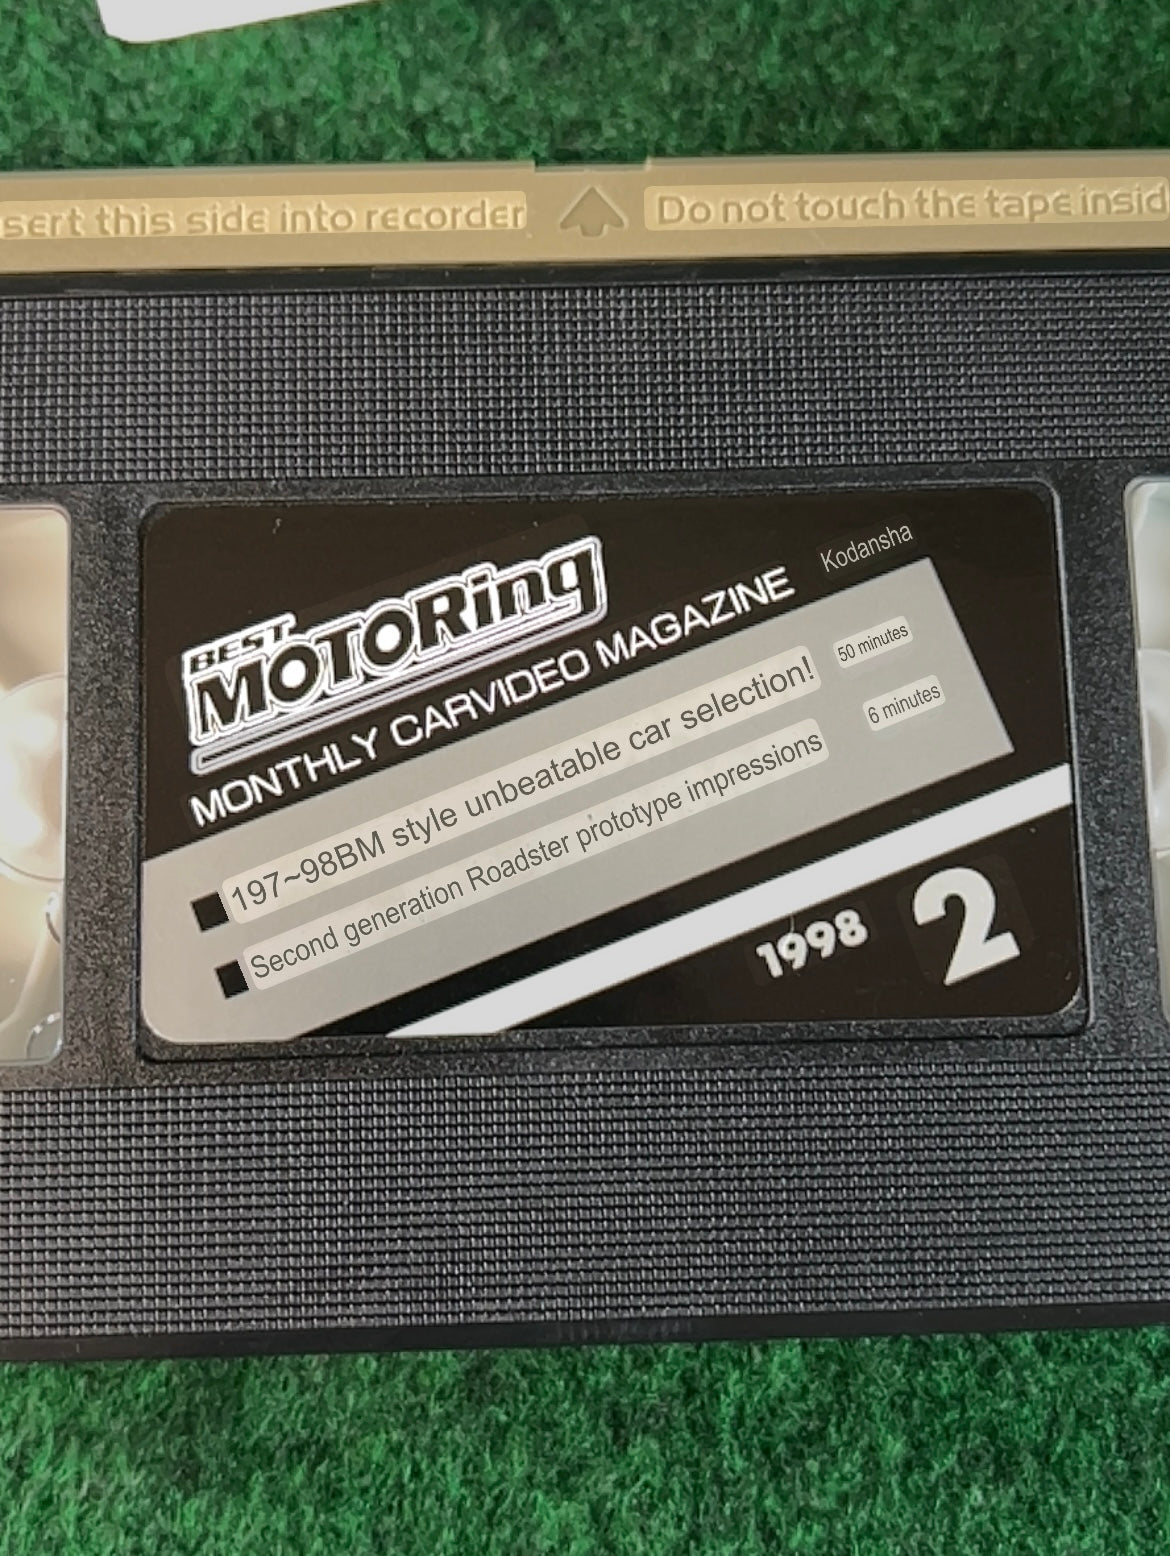 sert this side into recorder
Do not touch the tape insid
BEST
MOTORing
MONTHLY CARVIDEO MAGAZINE
Kodansha
197~98BM style unbeatable car selection!
50 minutes
Second generation Roadster prototype impressions
6 minutes
1998 2